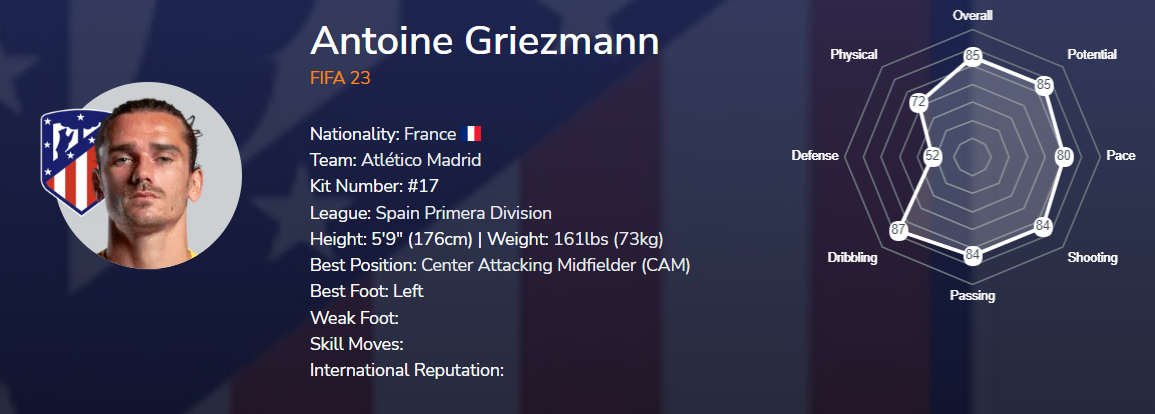 Antoine Griezmann
FIFA 23
Nationality: France
Team: Atlético Madrid
Kit Number: #17
League: Spain Primera Division
Height: 5'9" (176cm) | Weight: 161lbs (73kg)
Best Position: Center Attacking Midfielder (CAM)
Best Foot: Left
Weak Foot:
Skill Moves:
International Reputation:
Overall
85
Potential
85
Pace
80
Shooting
84
Passing
84
Dribbling
87
Defense
52
Physical
72